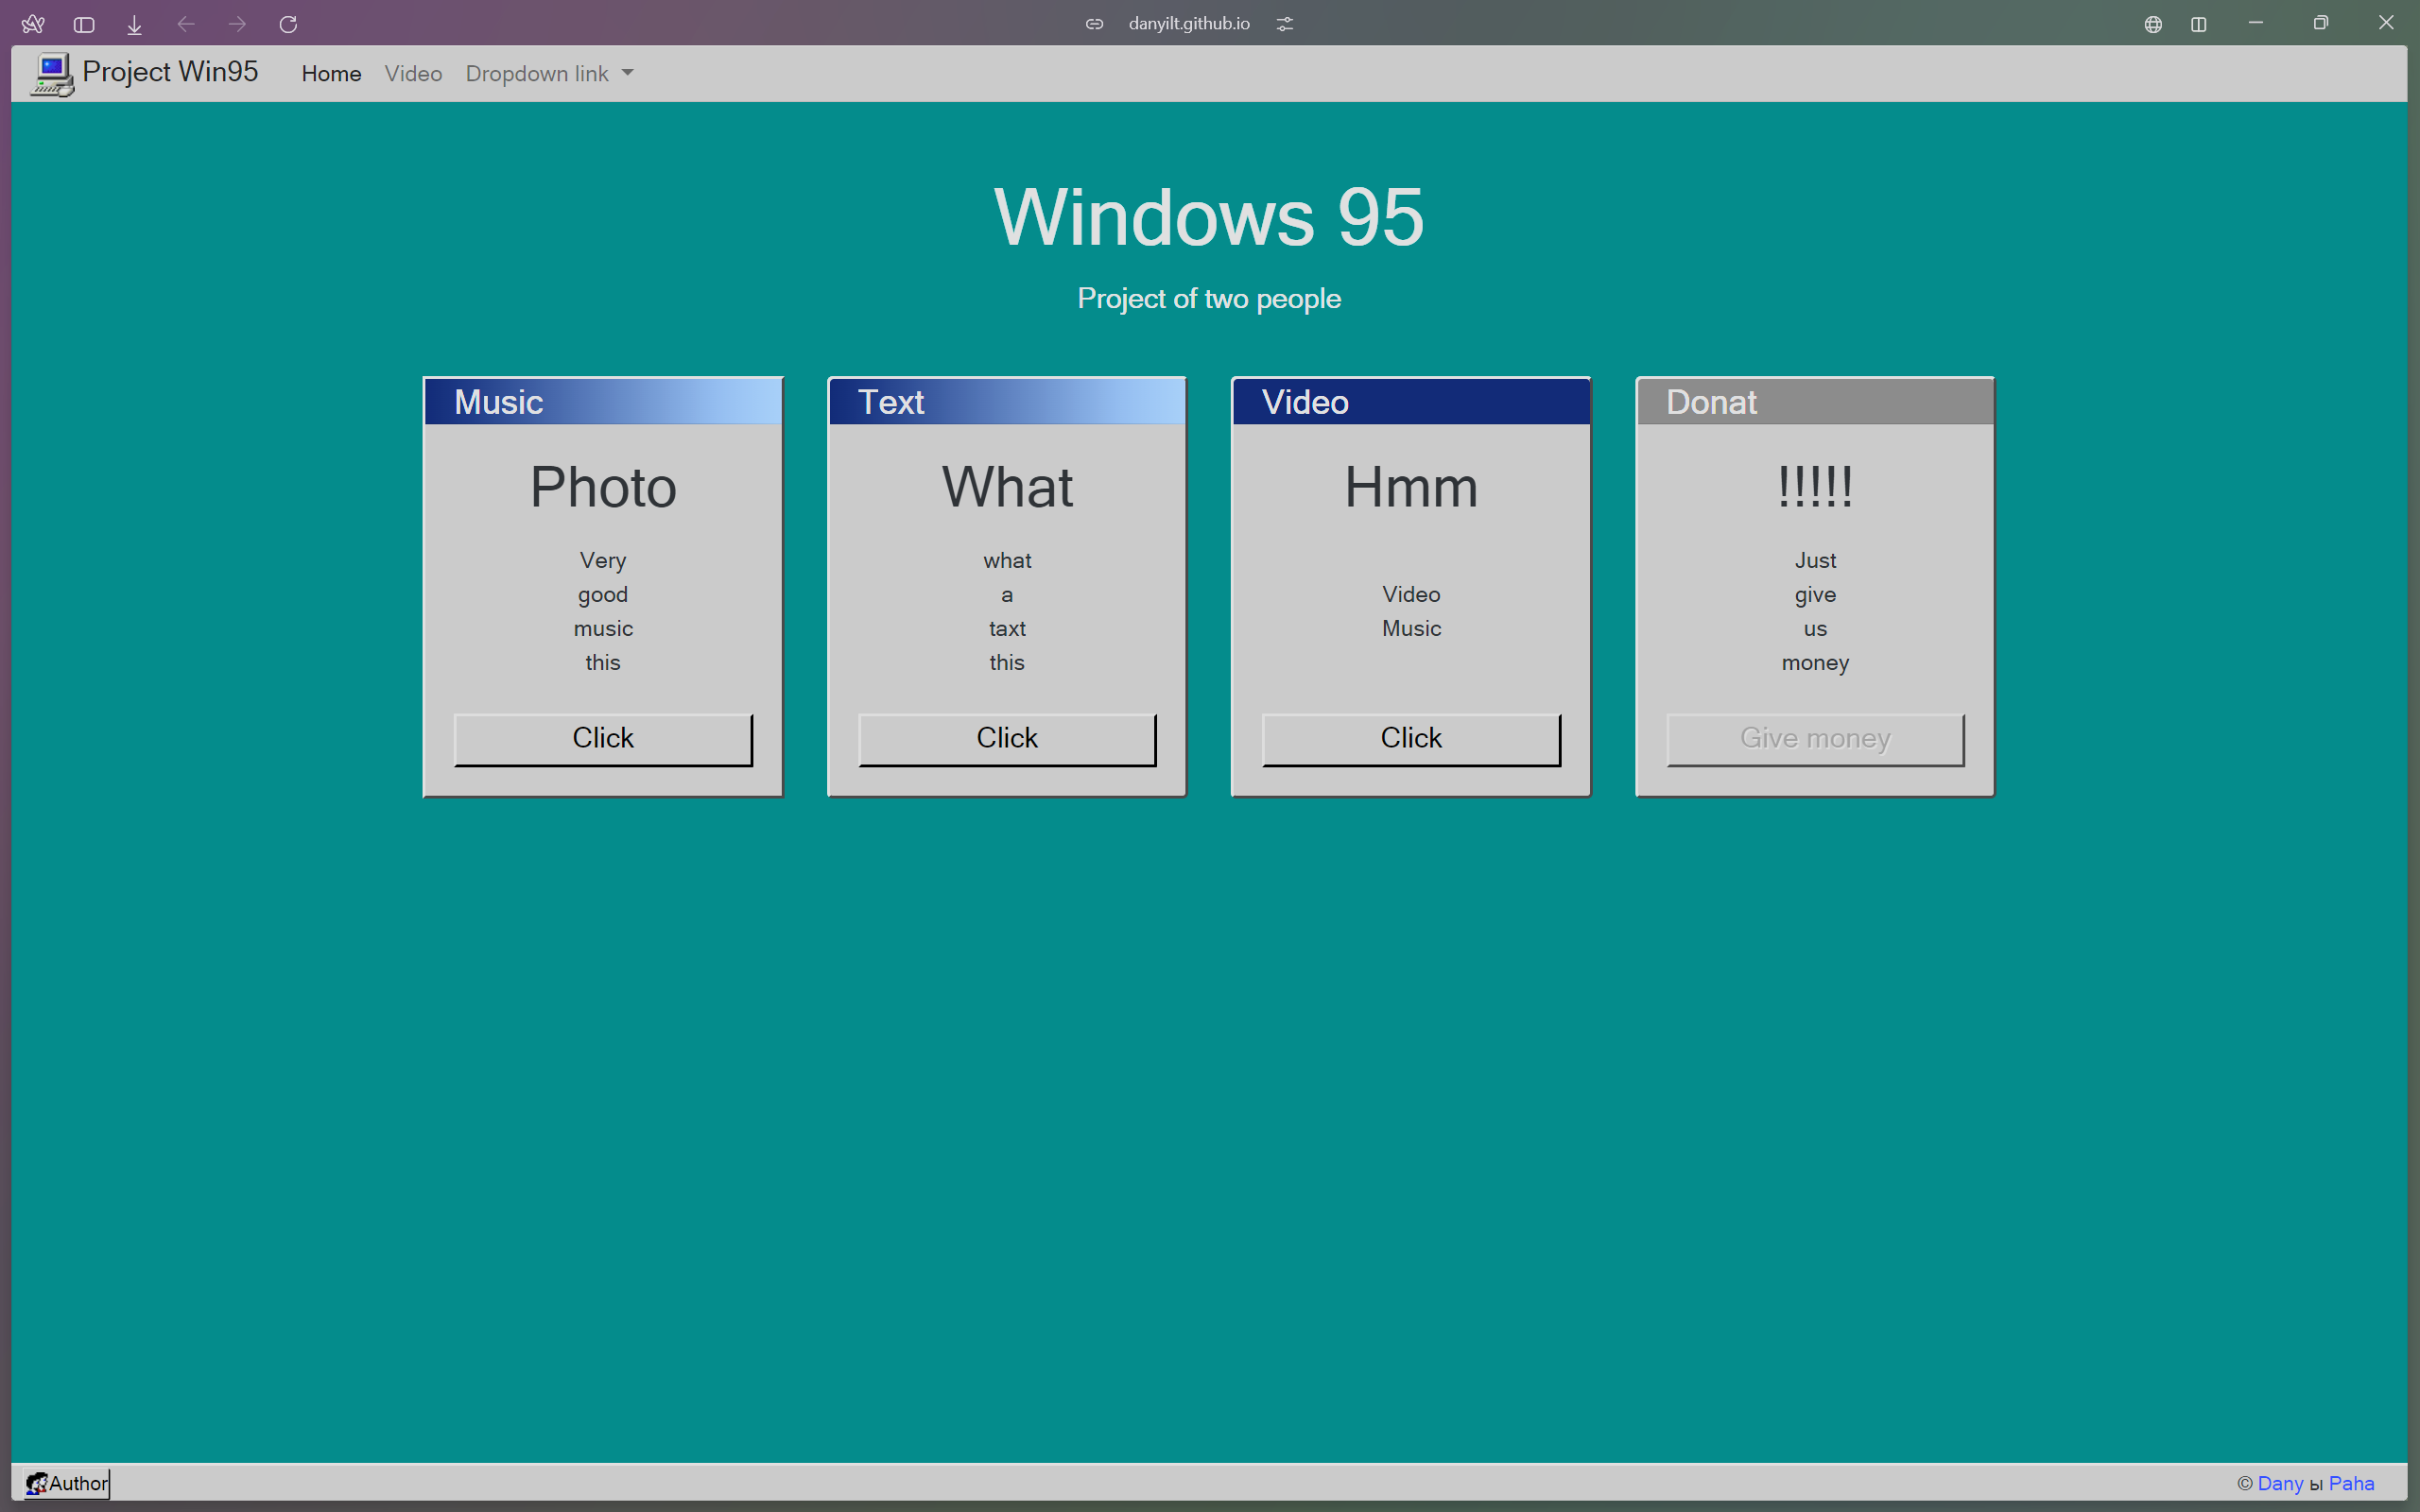 danyilt.github.io
Project Win95 Home Video Dropdown link
Windows 95
Project of two people
Music
Photo
Very
good
music
this
Click
Text
What
what
a
taxt
this
Click
Video
Hmm
Video
Music
Click
Donat
!!!!!
Just
give
us
money
Give money
Author
© Dany ы Paha